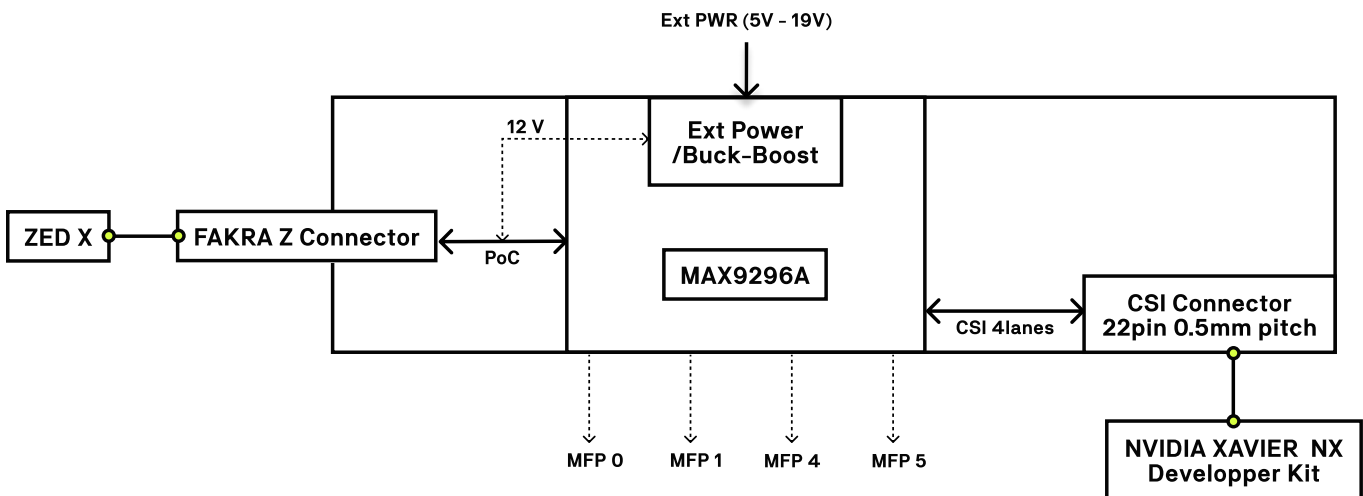 Ext PWR (5V - 19V)
12 V
Ext Power
/Buck-Boost
ZED X
FAKRA Z Connector
PoC
MAX9296A
CSI 4lanes
CSI Connector
22pin 0.5mm pitch
MFP 0
MFP 1
MFP 4
MFP 5
NVIDIA XAVIER NX
Developper Kit